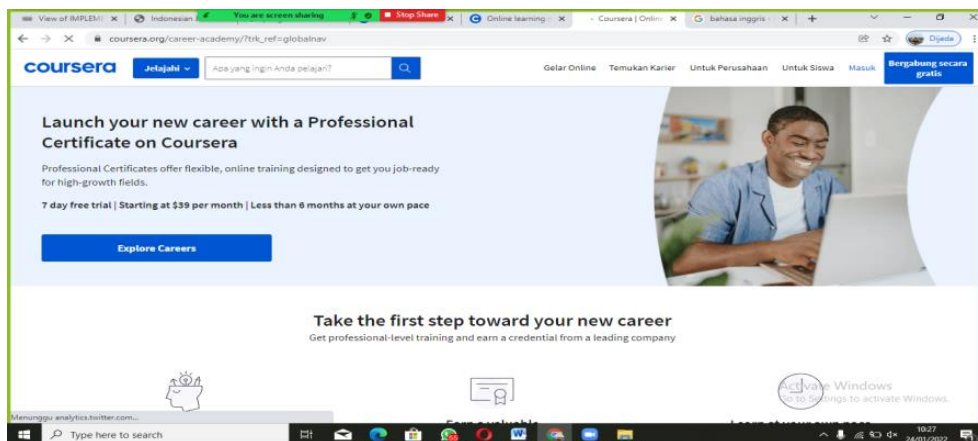 View of IMPLEM
Indonesian
You are screen sharing
Stop Share
Online learning
Coursera | Onlin
bahasa inggris -
coursera.org/career-academy/?trk_ref=globalnav
Dijeda
coursera
Jelajahi
Apa yang ingin Anda pelajari?
Gelar Online
Temukan Karier
Untuk Perusahaan
Untuk Siswa
Masuk
Bergabung secara
gratis
Launch your new career with a Professional
Certificate on Coursera
Professional Certificates offer flexible, online training designed to get you job-ready
for high-growth fields.
7 day free trial | Starting at $39 per month | Less than 6 months at your own pace
Explore Careers
Take the first step toward your new career
Get professional-level training and earn a credential from a leading company
Activate Windows
Go to Settings to activate Windows.
Menunggu analytics.twitter.com...
Type here to search
10:27
24/01/2022